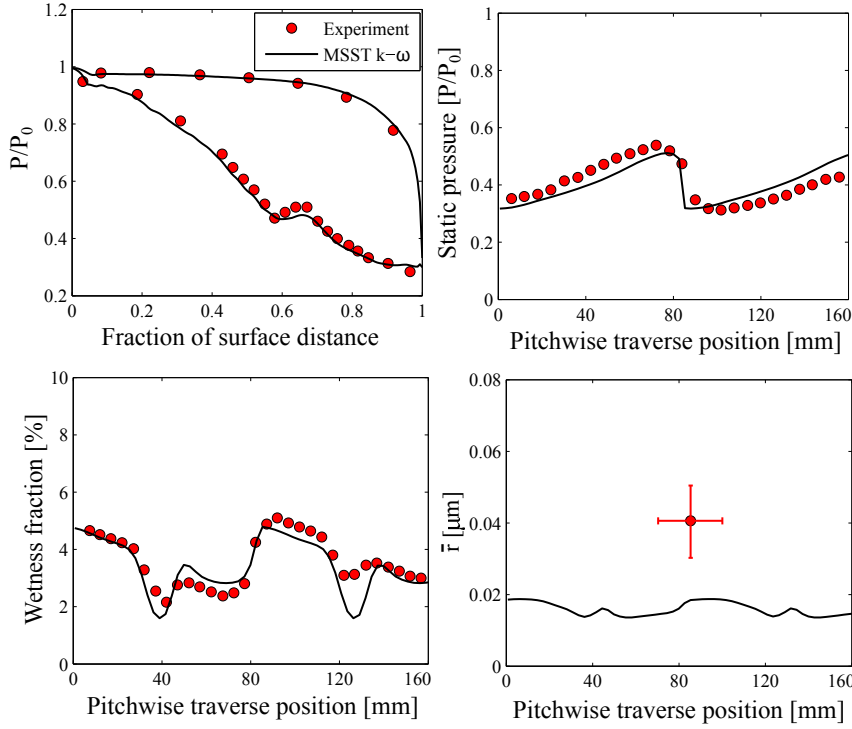 Experiment
MSST k−ω
P/P0
1
0.8
0.6
0.4
0.2
0 0.2 0.4 0.6 0.8 1
Fraction of surface distance
Static pressure [P/P0]
1
0.8
0.6
0.4
0.2
0
0 40 80 120 160
Pitchwise traverse position [mm]
Wetness fraction [%]
10
8
6
4
2
0
0 40 80 120 160
Pitchwise traverse position [mm]
r̄ [μm]
0.08
0.06
0.04
0.02
0
0 40 80 120 160
Pitchwise traverse position [mm]